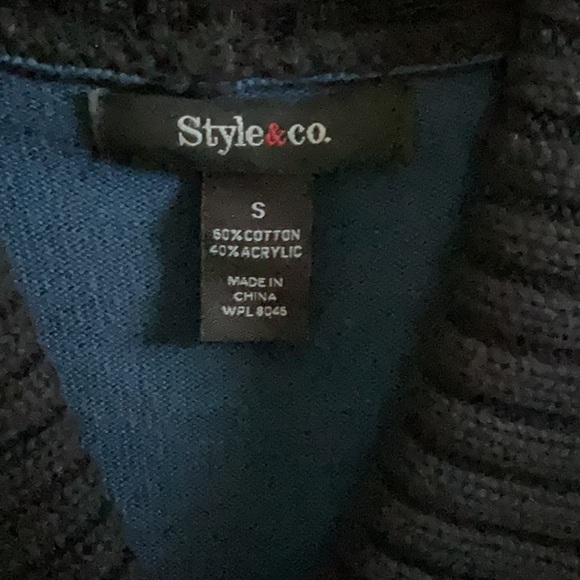 Style&co.
S
60%COTTON
40%ACRYLIC
MADE IN
CHINA
WPL 8045